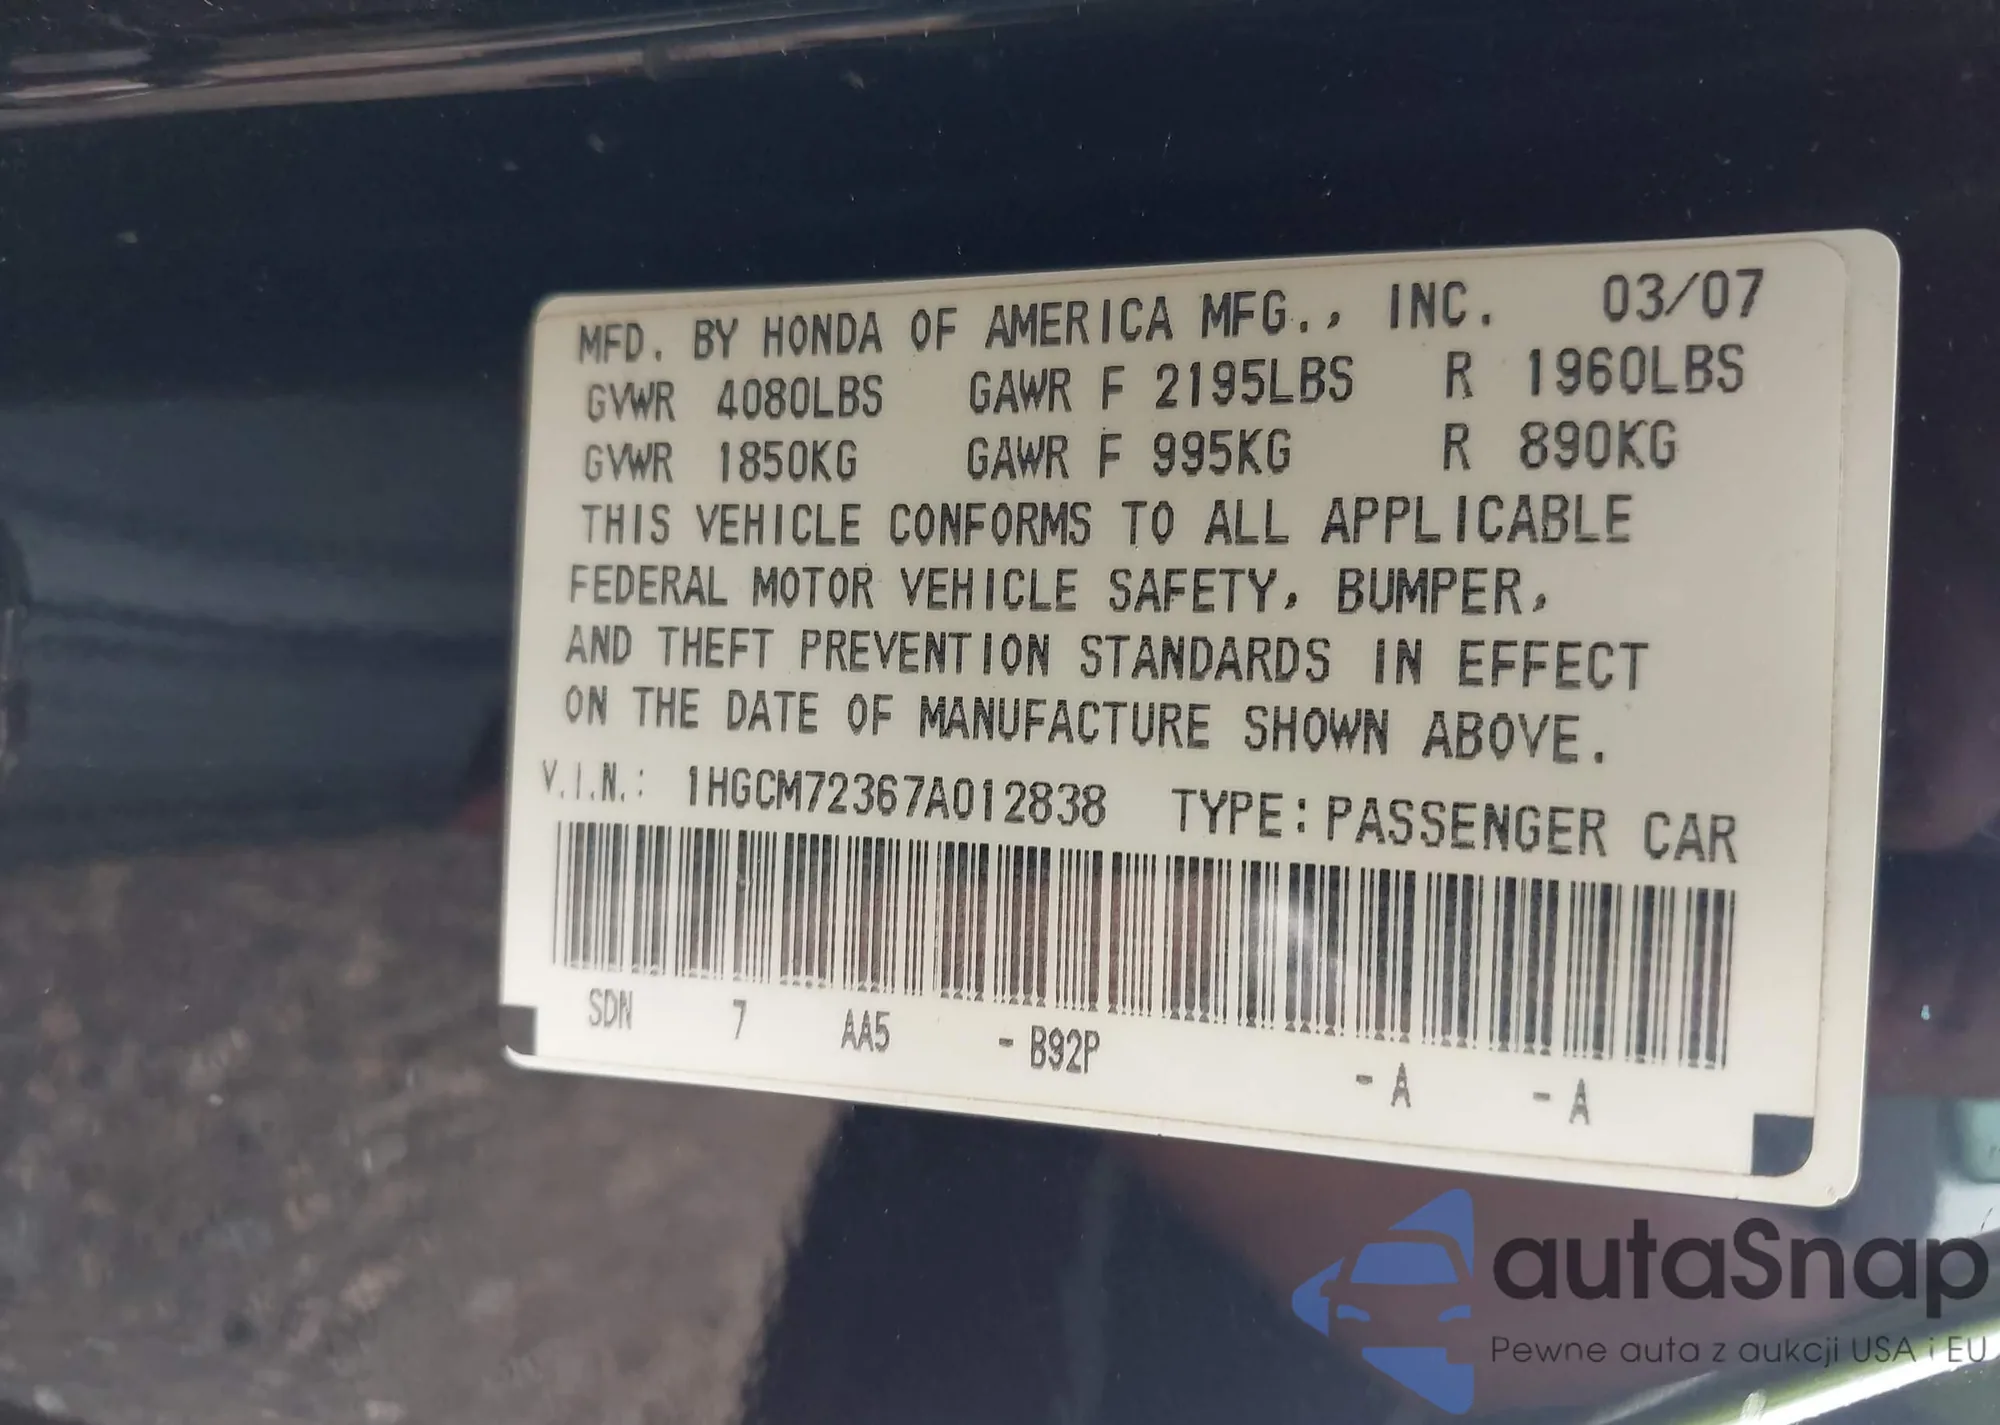 MFD. BY HONDA OF AMERICA MFG., INC. 03/07
GVWR 4080LBS GAWR F 2195LBS R 1960LBS
GVWR 1850KG GAWR F 995KG R 890KG
THIS VEHICLE CONFORMS TO ALL APPLICABLE
FEDERAL MOTOR VEHICLE SAFETY, BUMPER,
AND THEFT PREVENTION STANDARDS IN EFFECT
ON THE DATE OF MANUFACTURE SHOWN ABOVE.
V.I.N.: 1HGCM72367A012838 TYPE: PASSENGER CAR
SDN 7 AA5 - B92P - A - A
autaSnap
Pewne auta z aukcji USA i EU